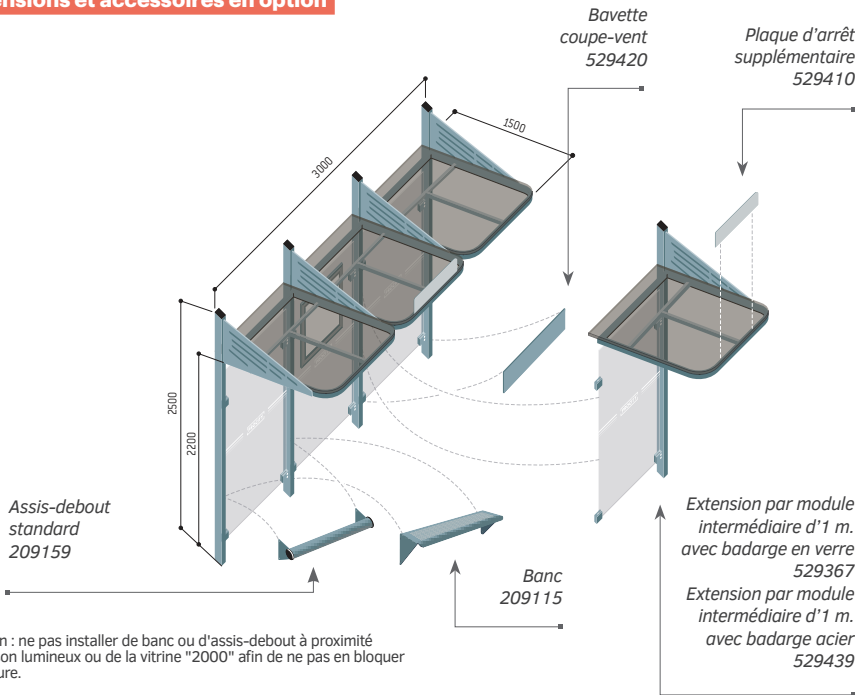 ensions et accessoires en option
Bavette
coupe-vent
529420
Plaque d'arrêt
supplémentaire
529410
3000
1500
2500
2200
Assis-debout
standard
209159
Banc
209115
Extension par module
intermédiaire d'1 m.
avec badarge en verre
529367
Extension par module
intermédiaire d'1 m.
avec badarge acier
529439
n : ne pas installer de banc ou d'assis-debout à proximité
on lumineux ou de la vitrine "2000" afin de ne pas en bloquer
ure.